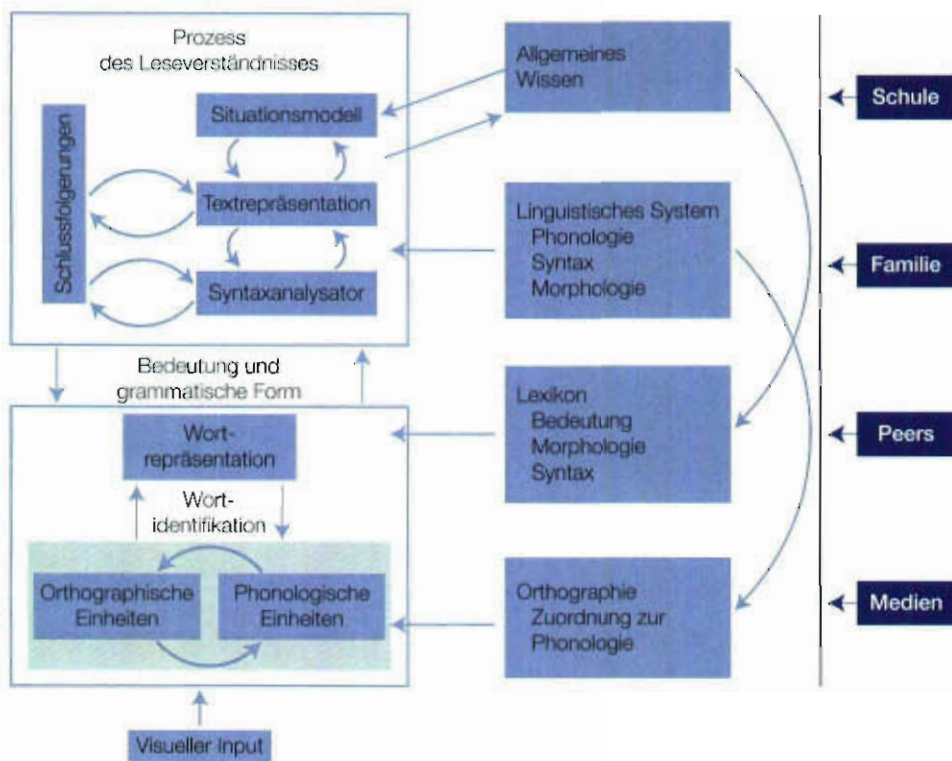 Prozess
des Leseverständnisses
Situationsmodell
Schlussfolgerungen
Textrepräsentation
Syntaxanalysator
Bedeutung und
grammatische Form
Wort-
repräsentation
Wort-
identifikation
Orthographische
Einheiten
Phonologische
Einheiten
Visueller Input
Allgemeines
Wissen
Linguistisches System
Phonologie
Syntax
Morphologie
Lexikon
Bedeutung
Morphologie
Syntax
Orthographie
Zuordnung zur
Phonologie
Schule
Familie
Peers
Medien